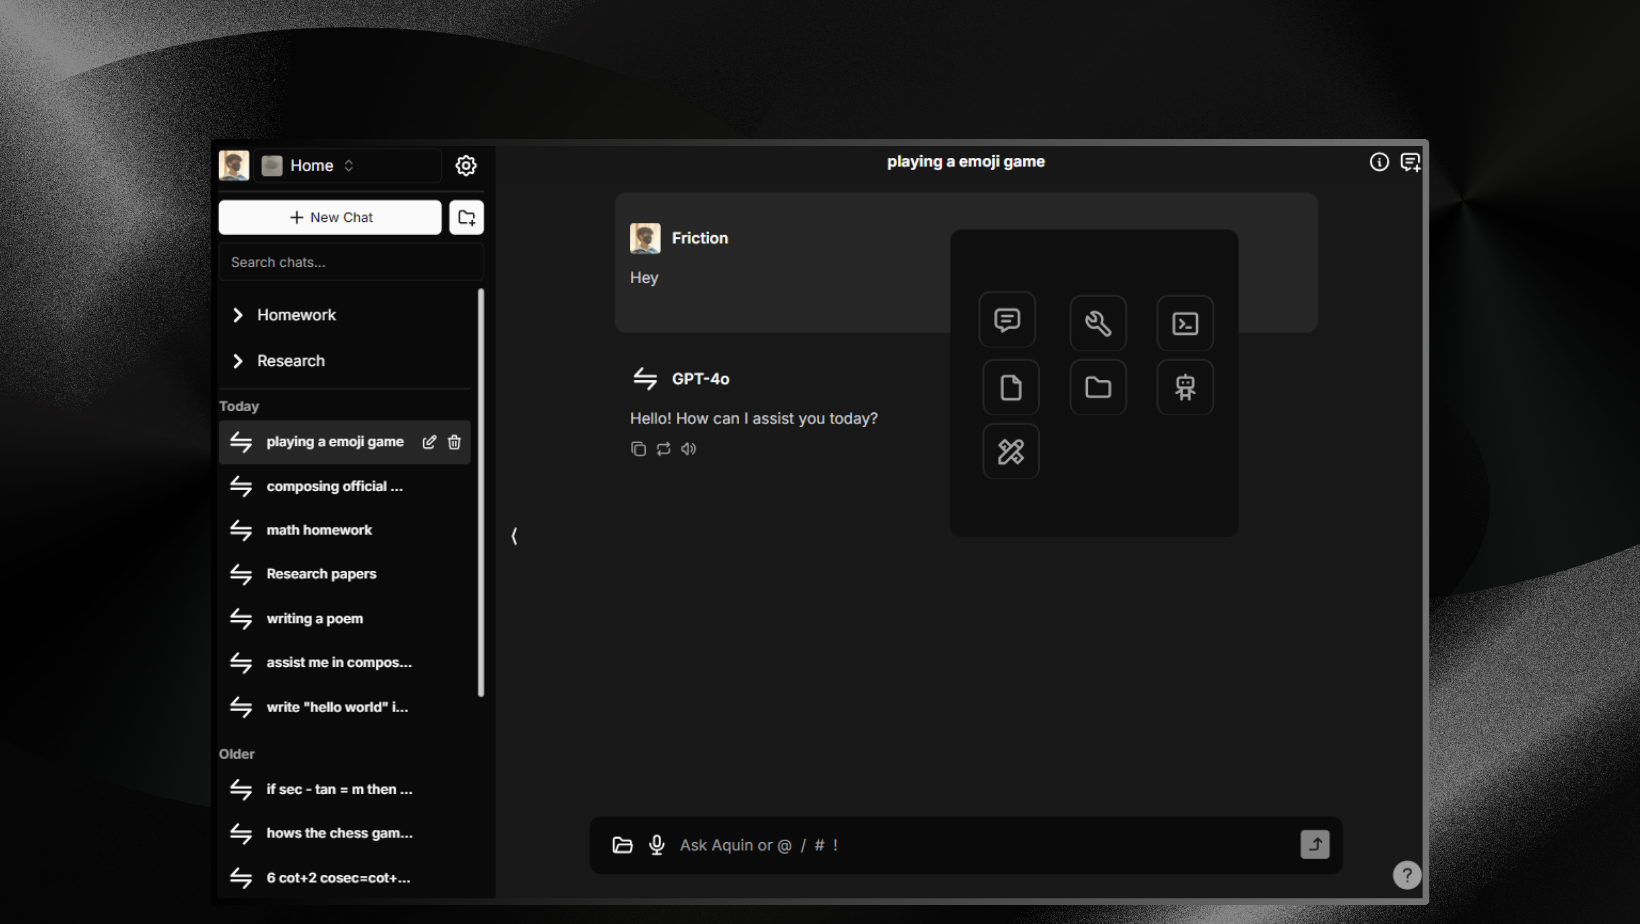 Home
New Chat
Search chats...
Homework
Research
Today
playing a emoji game
composing official ...
math homework
Research papers
writing a poem
assist me in compos...
write "hello world" i...
Older
if sec - tan = m then ...
hows the chess gam...
6 cot+2 cosec=cot+...
playing a emoji game
Friction
Hey
GPT-4o
Hello! How can I assist you today?
Ask Aquin or @ / # !
?